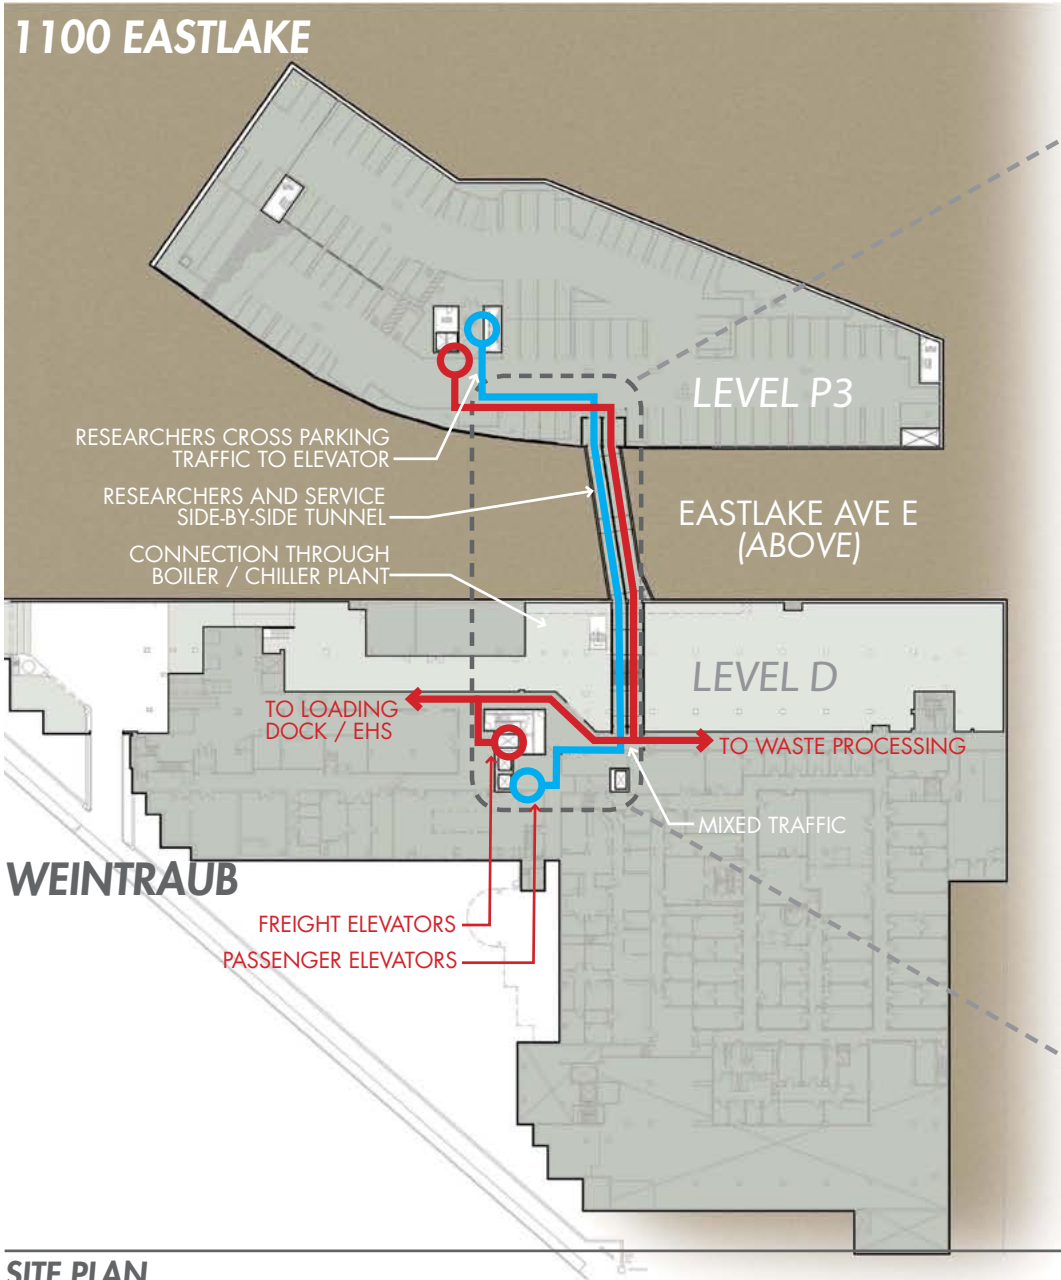 1100 EASTLAKE
LEVEL P3
RESEARCHERS CROSS PARKING
TRAFFIC TO ELEVATOR
RESEARCHERS AND SERVICE
SIDE-BY-SIDE TUNNEL
CONNECTION THROUGH
BOILER / CHILLER PLANT
EASTLAKE AVE E
(ABOVE)
LEVEL D
TO LOADING
DOCK / EHS
TO WASTE PROCESSING
MIXED TRAFFIC
WEINTRAUB
FREIGHT ELEVATORS
PASSENGER ELEVATORS
SITE PLAN